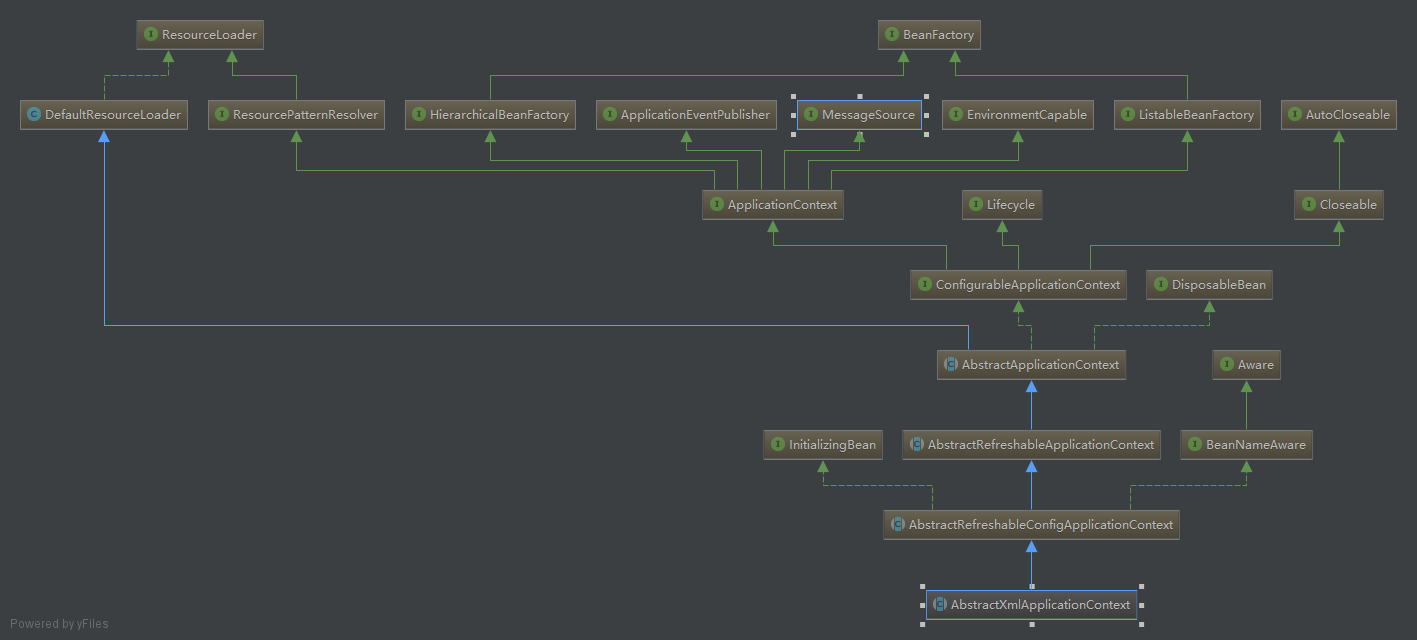 ResourceLoader
BeanFactory
DefaultResourceLoader
ResourcePatternResolver
HierarchicalBeanFactory
ApplicationEventPublisher
MessageSource
EnvironmentCapable
ListableBeanFactory
AutoCloseable
ApplicationContext
Lifecycle
Closeable
ConfigurableApplicationContext
DisposableBean
AbstractApplicationContext
Aware
InitializingBean
AbstractRefreshableApplicationContext
BeanNameAware
AbstractRefreshableConfigApplicationContext
AbstractXmlApplicationContext
Powered by yFiles